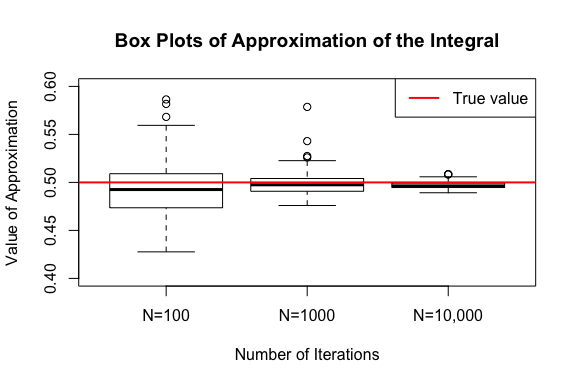 Box Plots of Approximation of the Integral
True value
Value of Approximation
0.60
0.55
0.50
0.45
0.40
N=100
N=1000
N=10,000
Number of Iterations